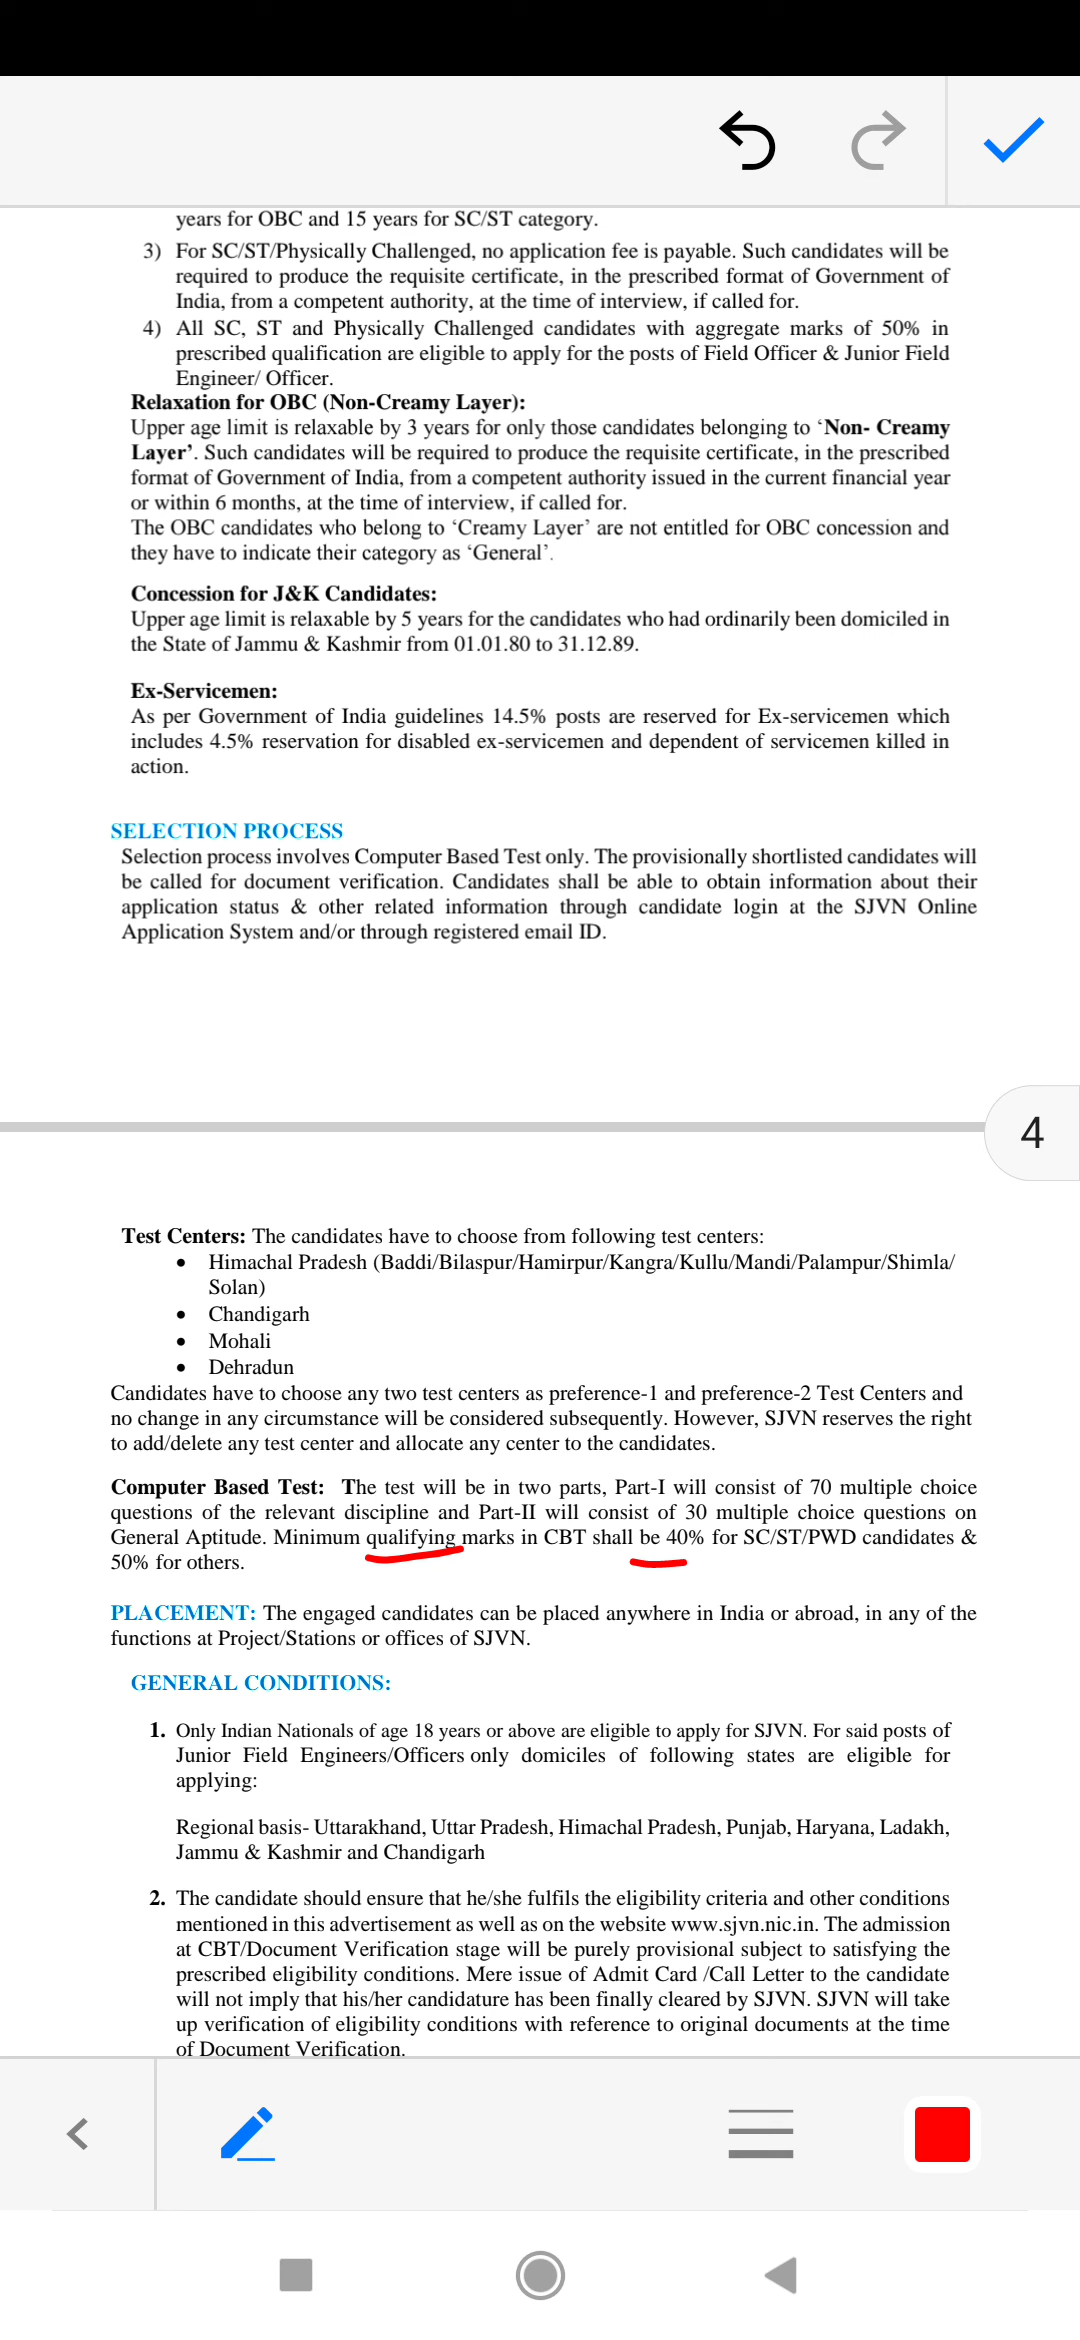 years for OBC and 15 years for SC/ST category.
3) For SC/ST/Physically Challenged, no application fee is payable. Such candidates will be
required to produce the requisite certificate, in the prescribed format of Government of
India, from a competent authority, at the time of interview, if called for.
4) All SC, ST and Physically Challenged candidates with aggregate marks of 50% in
prescribed qualification are eligible to apply for the posts of Field Officer & Junior Field
Engineer/ Officer.
Relaxation for OBC (Non-Creamy Layer):
Upper age limit is relaxable by 3 years for only those candidates belonging to ‘Non- Creamy
Layer’. Such candidates will be required to produce the requisite certificate, in the prescribed
format of Government of India, from a competent authority issued in the current financial year
or within 6 months, at the time of interview, if called for.
The OBC candidates who belong to ‘Creamy Layer’ are not entitled for OBC concession and
they have to indicate their category as ‘General’.
Concession for J&K Candidates:
Upper age limit is relaxable by 5 years for the candidates who had ordinarily been domiciled in
the State of Jammu & Kashmir from 01.01.80 to 31.12.89.
Ex-Servicemen:
As per Government of India guidelines 14.5% posts are reserved for Ex-servicemen which
includes 4.5% reservation for disabled ex-servicemen and dependent of servicemen killed in
action.
SELECTION PROCESS
Selection process involves Computer Based Test only. The provisionally shortlisted candidates will
be called for document verification. Candidates shall be able to obtain information about their
application status & other related information through candidate login at the SJVN Online
Application System and/or through registered email ID.
4
Test Centers: The candidates have to choose from following test centers:
• Himachal Pradesh (Baddi/Bilaspur/Hamirpur/Kangra/Kullu/Mandi/Palampur/Shimla/
Solan)
• Chandigarh
• Mohali
• Dehradun
Candidates have to choose any two test centers as preference-1 and preference-2 Test Centers and
no change in any circumstance will be considered subsequently. However, SJVN reserves the right
to add/delete any test center and allocate any center to the candidates.
Computer Based Test: The test will be in two parts, Part-I will consist of 70 multiple choice
questions of the relevant discipline and Part-II will consist of 30 multiple choice questions on
General Aptitude. Minimum qualifying marks in CBT shall be 40% for SC/ST/PWD candidates &
50% for others.
PLACEMENT: The engaged candidates can be placed anywhere in India or abroad, in any of the
functions at Project/Stations or offices of SJVN.
GENERAL CONDITIONS:
1. Only Indian Nationals of age 18 years or above are eligible to apply for SJVN. For said posts of
Junior Field Engineers/Officers only domiciles of following states are eligible for
applying:
Regional basis- Uttarakhand, Uttar Pradesh, Himachal Pradesh, Punjab, Haryana, Ladakh,
Jammu & Kashmir and Chandigarh
2. The candidate should ensure that he/she fulfils the eligibility criteria and other conditions
mentioned in this advertisement as well as on the website www.sjvn.nic.in. The admission
at CBT/Document Verification stage will be purely provisional subject to satisfying the
prescribed eligibility conditions. Mere issue of Admit Card /Call Letter to the candidate
will not imply that his/her candidature has been finally cleared by SJVN. SJVN will take
up verification of eligibility conditions with reference to original documents at the time
of Document Verification.